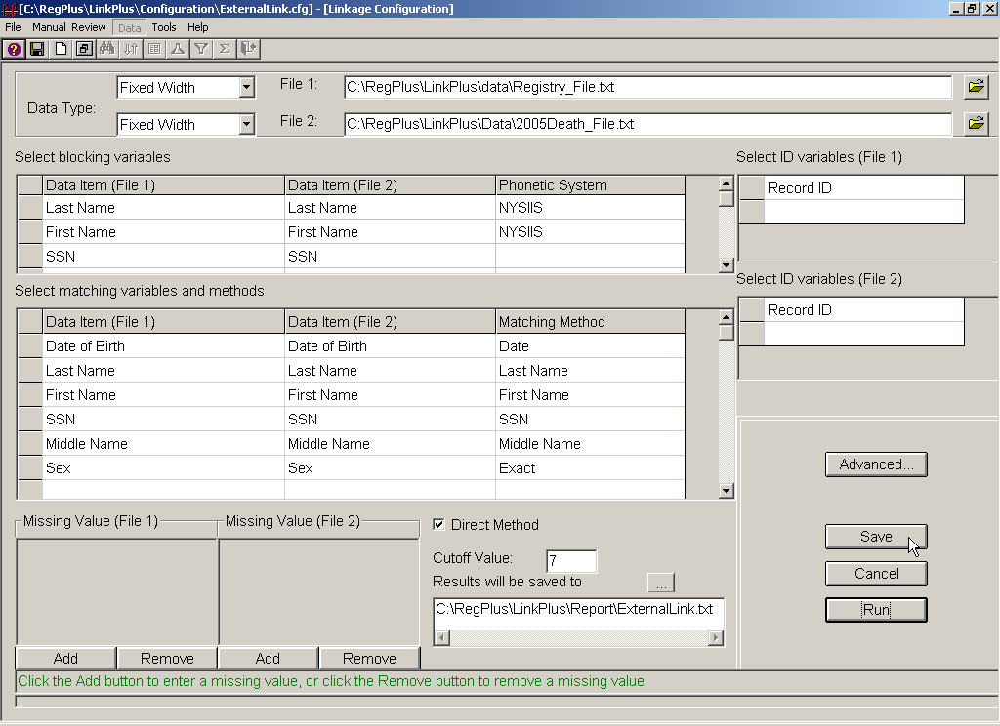 [C:\RegPlus\LinkPlus\Configuration\ExternalLink.cfg] - [Linkage Configuration]
File Manual Review Data Tools Help
Data Type:
Fixed Width File 1: C:\RegPlus\LinkPlus\data\Registry_File.txt
Fixed Width File 2: C:\RegPlus\LinkPlus\Data\2005Death_File.txt
Select blocking variables
Data Item (File 1) Data Item (File 2) Phonetic System
Last Name Last Name NYSIIS
First Name First Name NYSIIS
SSN SSN
Select ID variables (File 1)
Record ID
Select ID variables (File 2)
Record ID
Select matching variables and methods
Data Item (File 1) Data Item (File 2) Matching Method
Date of Birth Date of Birth Date
Last Name Last Name Last Name
First Name First Name First Name
SSN SSN SSN
Middle Name Middle Name Middle Name
Sex Sex Exact
Advanced...
Save
Cancel
Run
Missing Value (File 1) Missing Value (File 2)
Add Remove Add Remove
Direct Method
Cutoff Value: 7
Results will be saved to ...
C:\RegPlus\LinkPlus\Report\ExternalLink.txt
Click the Add button to enter a missing value, or click the Remove button to remove a missing value